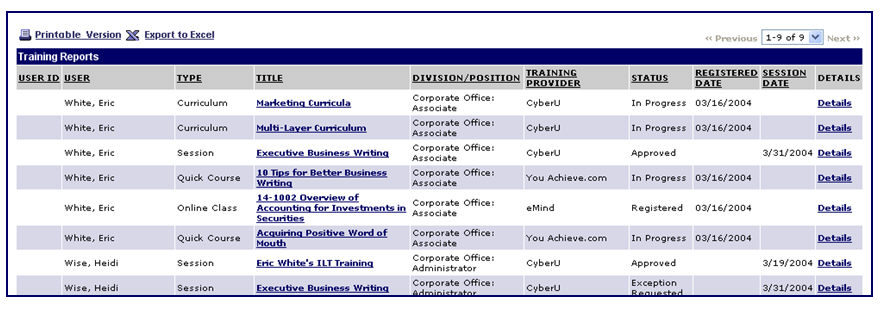 Printable Version Export to Excel
<< Previous 1-9 of 9 Next >>
Training Reports
USER ID USER TYPE TITLE DIVISION/POSITION TRAINING PROVIDER STATUS REGISTERED DATE SESSION DATE DETAILS
White, Eric Curriculum Marketing Curricula Corporate Office: Associate CyberU In Progress 03/16/2004 Details
White, Eric Curriculum Multi-Layer Curriculum Corporate Office: Associate CyberU In Progress 03/16/2004 Details
White, Eric Session Executive Business Writing Corporate Office: Associate CyberU Approved 3/31/2004 Details
White, Eric Quick Course 10 Tips for Better Business Writing Corporate Office: Associate You Achieve.com In Progress 03/16/2004 Details
White, Eric Online Class 14-1002 Overview of Accounting for Investments in Securities Corporate Office: Associate eMind Registered 03/16/2004 Details
White, Eric Quick Course Acquiring Positive Word of Mouth Corporate Office: Associate You Achieve.com In Progress 03/16/2004 Details
Wise, Heidi Session Eric White's ILT Training Corporate Office: Administrator CyberU Approved 3/19/2004 Details
Wise, Heidi Session Executive Business Writing Corporate Office: Administrator CyberU Exception Requested 3/31/2004 Details